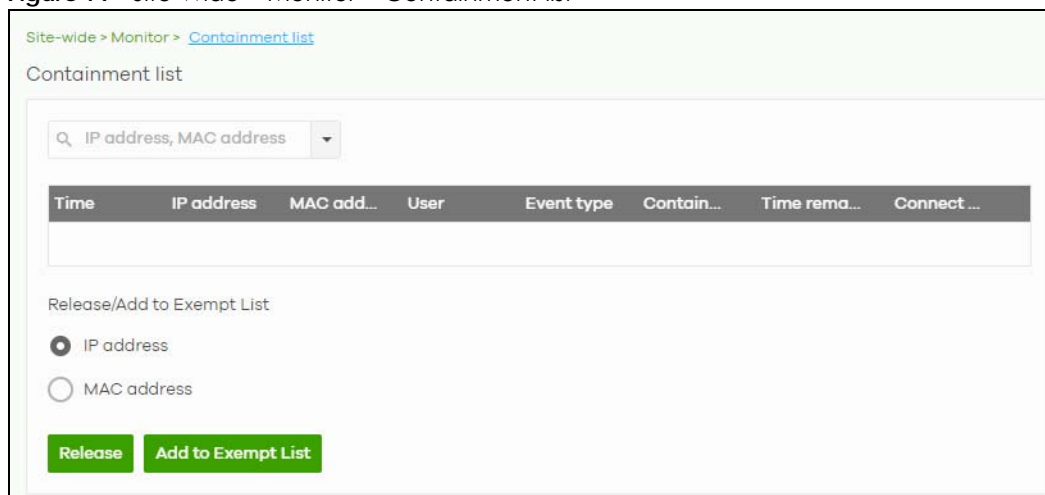 Site-wide > Monitor > Containment list
Containment list
IP address, MAC address
Time IP address MAC add... User Event type Contain... Time rema... Connect ...
Release/Add to Exempt List
IP address
MAC address
Release Add to Exempt List